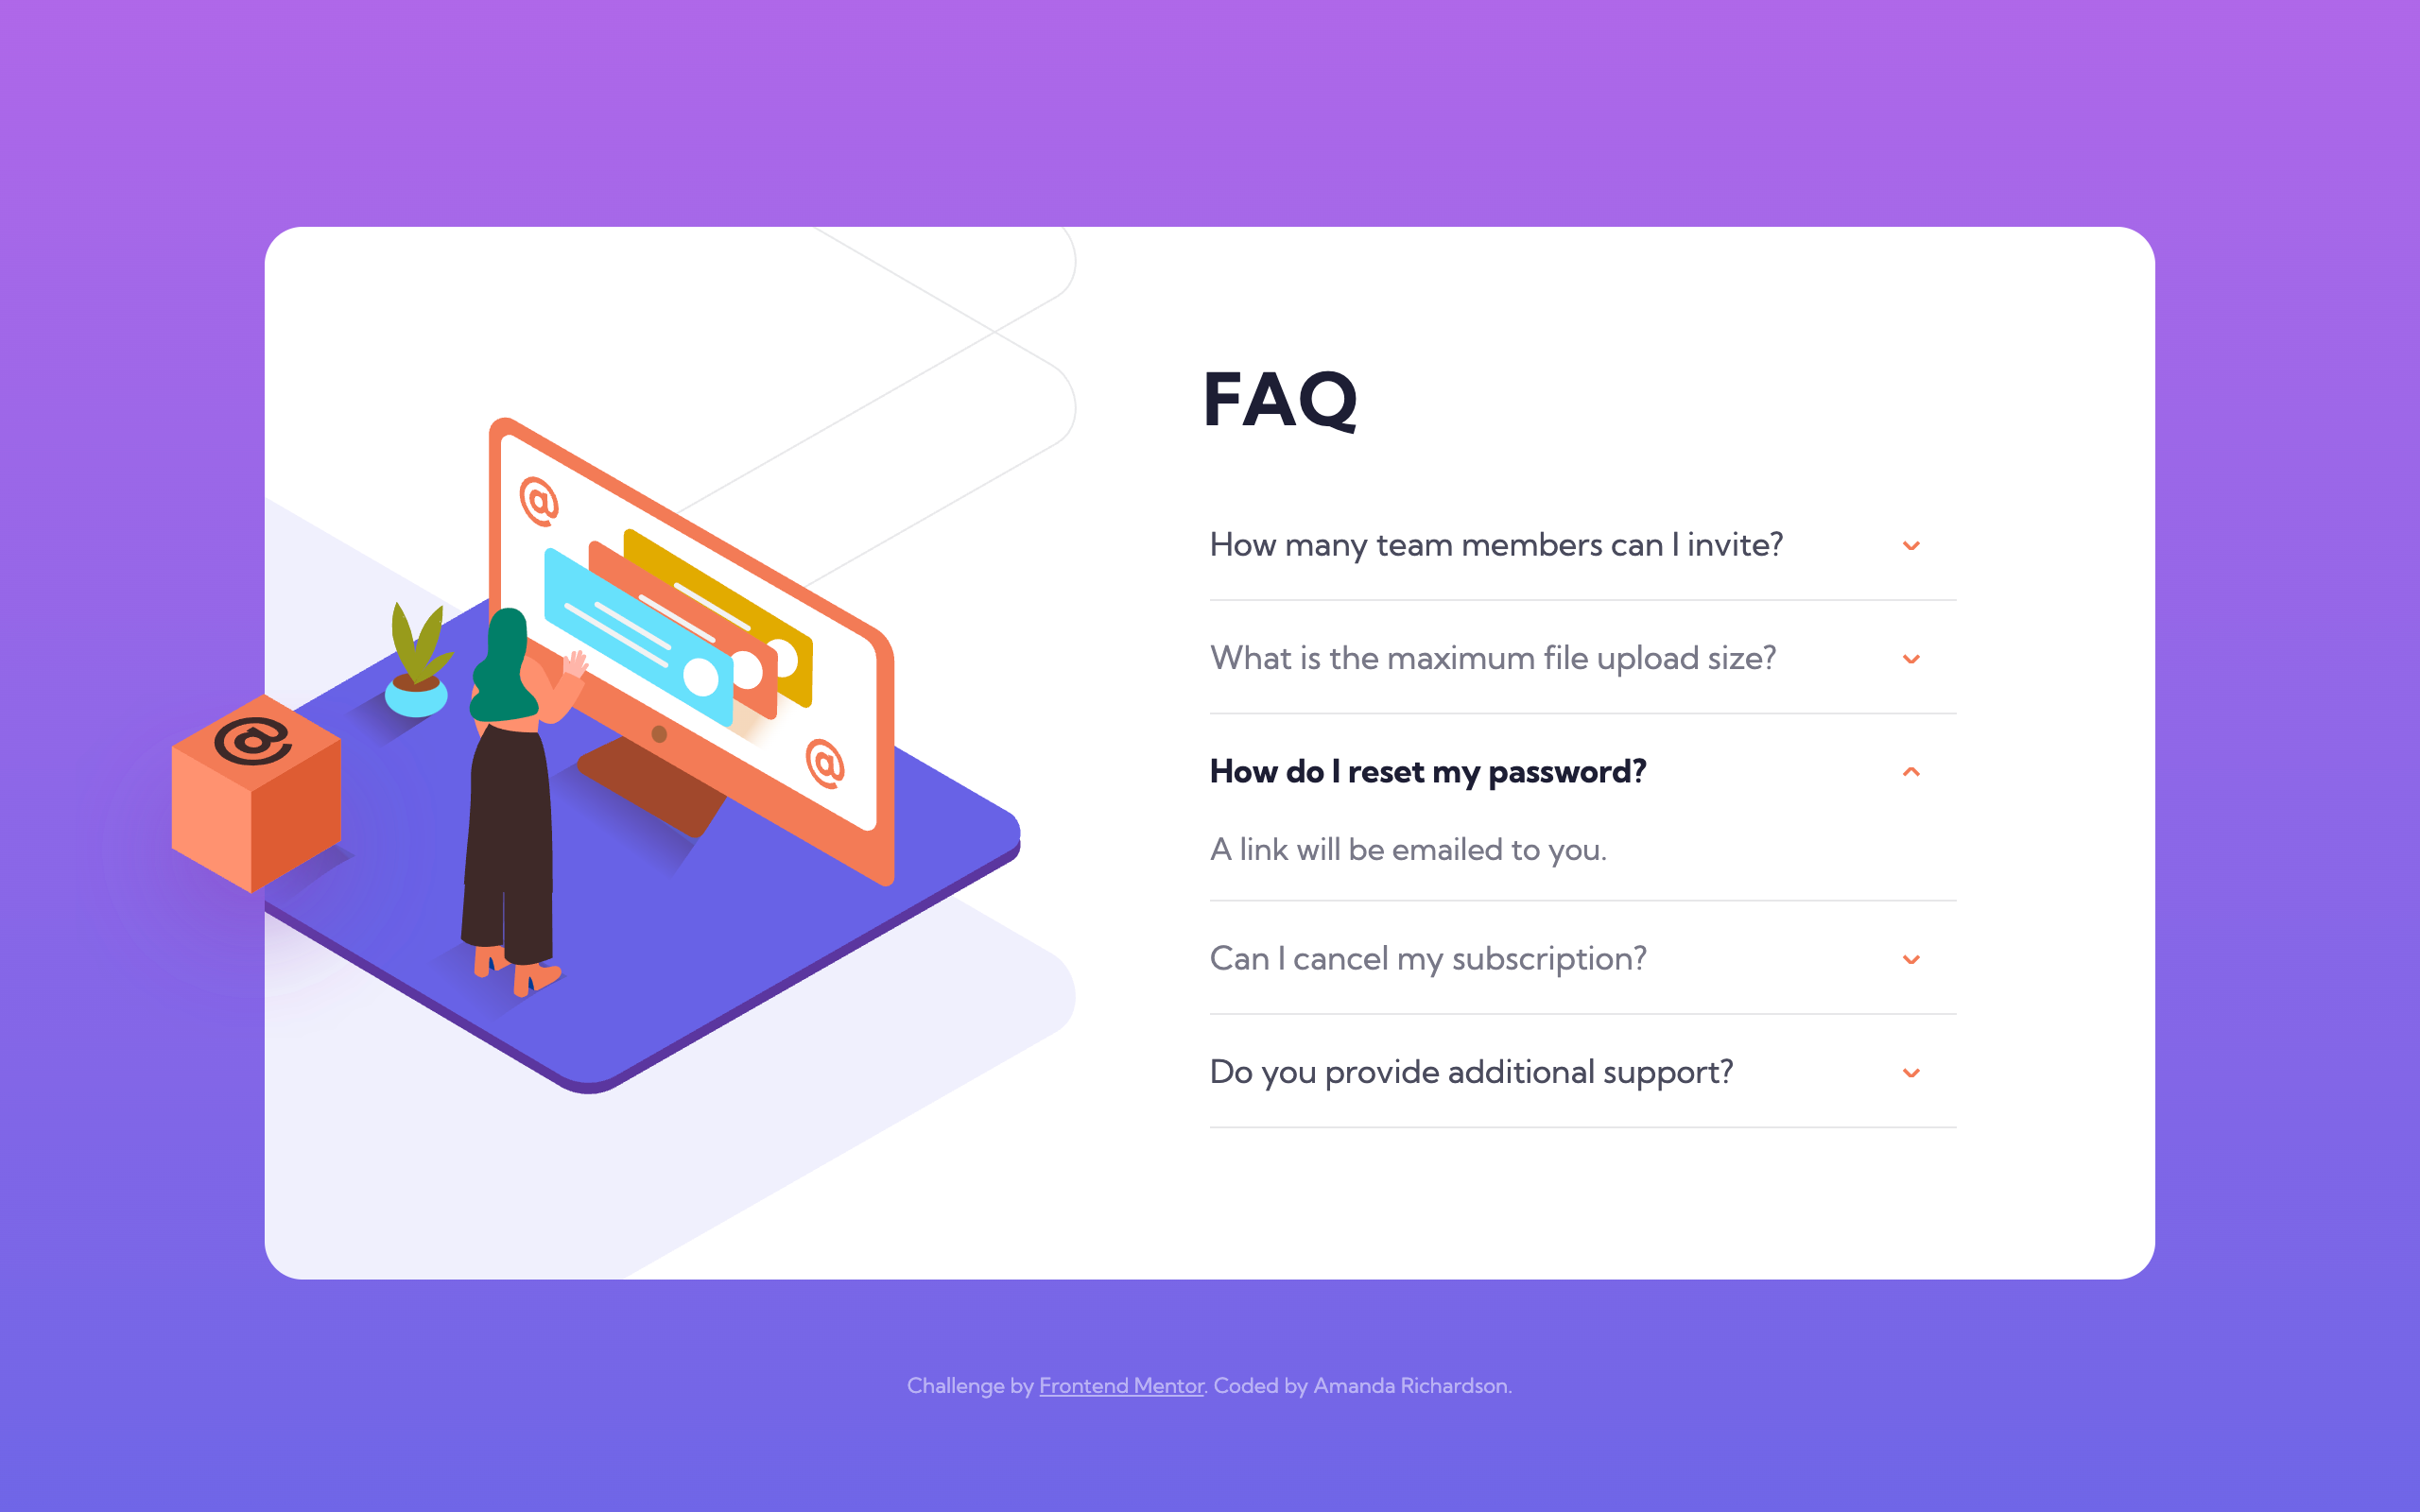 FAQ
How many team members can I invite?
What is the maximum file upload size?
How do I reset my password?
A link will be emailed to you.
Can I cancel my subscription?
Do you provide additional support?
@
@
@
Challenge by Frontend Mentor. Coded by Amanda Richardson.